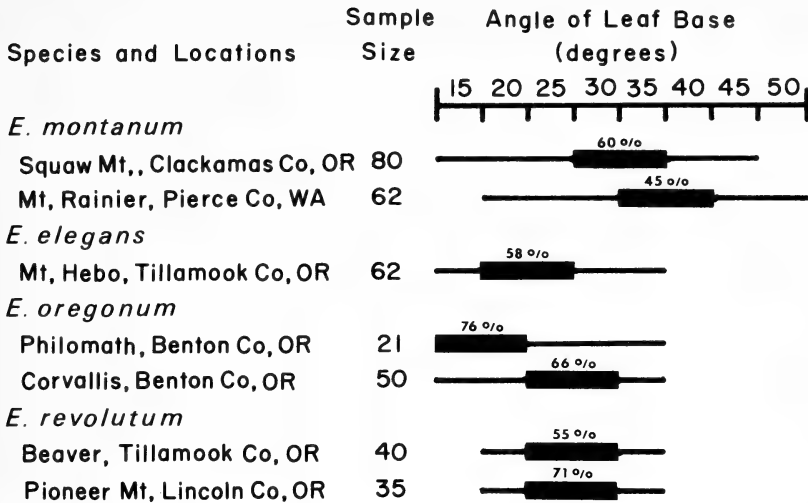 Sample Angle of Leaf Base
Species and Locations Size (degrees)
15 20 25 30 35 40 45 50
E. montanum
60 %
Squaw Mt,, Clackamas Co, OR 80
45 %
Mt, Rainier, Pierce Co, WA 62
E. elegans
58 %
Mt, Hebo, Tillamook Co, OR 62
E. oregonum
76 %
Philomath, Benton Co, OR 21
66 %
Corvallis, Benton Co, OR 50
E. revolutum
55 %
Beaver, Tillamook Co, OR 40
71 %
Pioneer Mt, Lincoln Co, OR 35